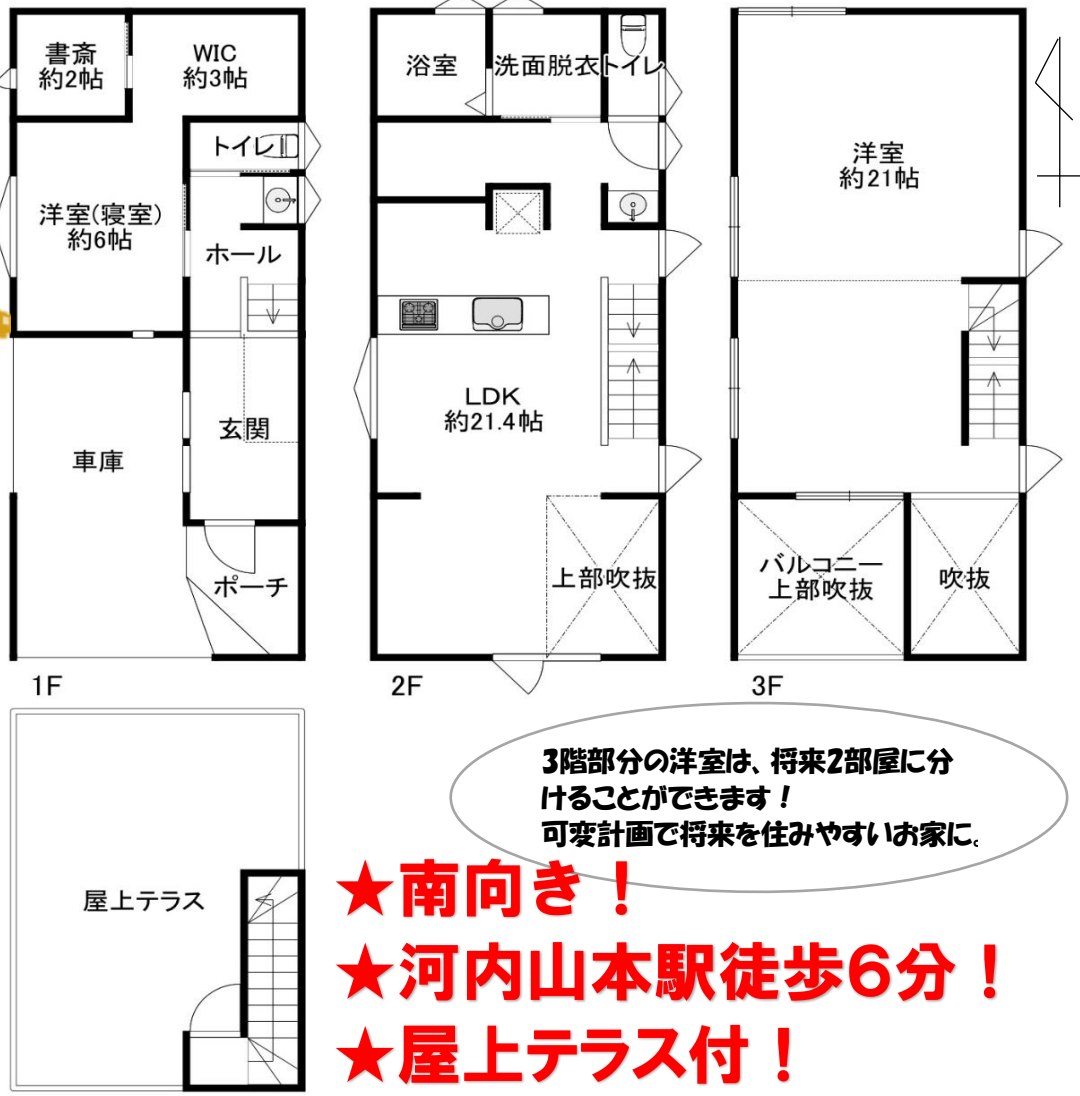 書斎
約2帖
WIC
約3帖
トイレ
洋室(寝室)
約6帖
ホール
玄関
車庫
ポーチ
1F
浴室
洗面脱衣
トイレ
LDK
約21.4帖
上部吹抜
2F
洋室
約21帖
バルコニー
上部吹抜
吹抜
3F
屋上テラス
3階部分の洋室は、将来2部屋に分
けることができます！
可変計画で将来を住みやすいお家に。
★南向き！
★河内山本駅徒歩6分！
★屋上テラス付！